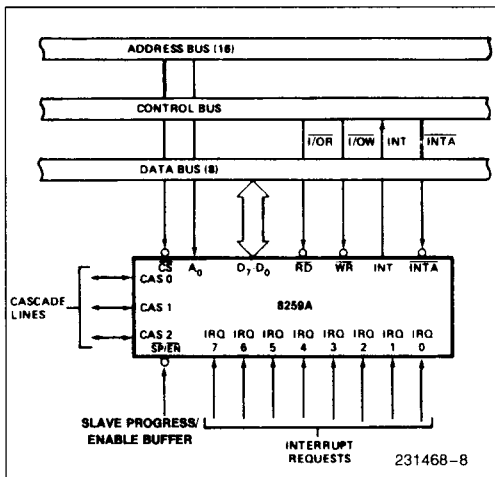 ADDRESS BUS (16)
CONTROL BUS
I/OR I/OW INT INTA
DATA BUS (8)
CS A0 D7-D0 RD WR INT INTA
CAS 0
CASCADE LINES
CAS 1
8259A
CAS 2
SP/EN
IRQ 7 IRQ 6 IRQ 5 IRQ 4 IRQ 3 IRQ 2 IRQ 1 IRQ 0
SLAVE PROGRESS/
ENABLE BUFFER
INTERRUPT
REQUESTS
231468-8